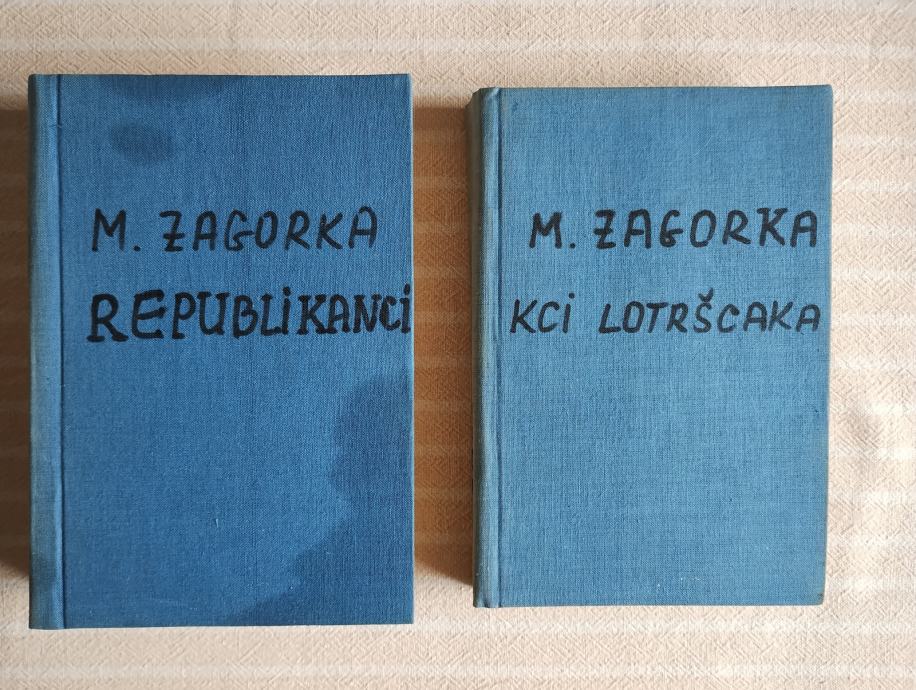 M. ZAGORKA
REPUBLiKANCi
M. ZAGORKA
KCi LOTRŠCAKA